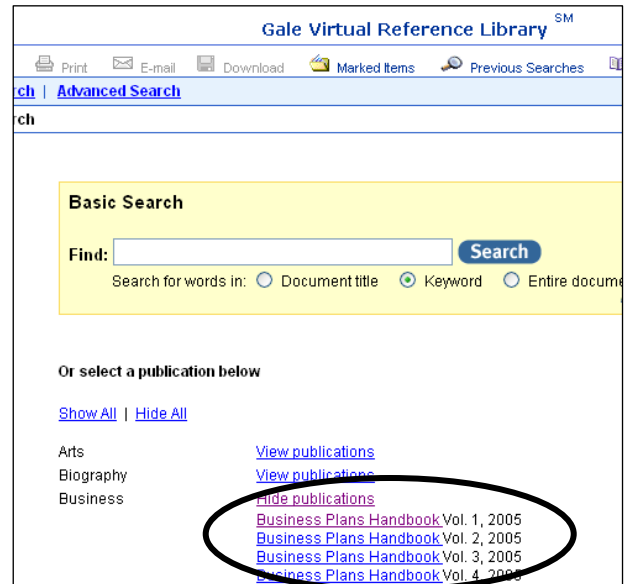 Gale Virtual Reference Library SM
Print E-mail Download Marked Items Previous Searches
rch | Advanced Search
rch
Basic Search
Find: Search
Search for words in: Document title Keyword Entire docume
Or select a publication below
Show All | Hide All
Arts View publications
Biography View publications
Business Hide publications
Business Plans Handbook Vol. 1, 2005
Business Plans Handbook Vol. 2, 2005
Business Plans Handbook Vol. 3, 2005
Business Plans Handbook Vol. 4, 2005